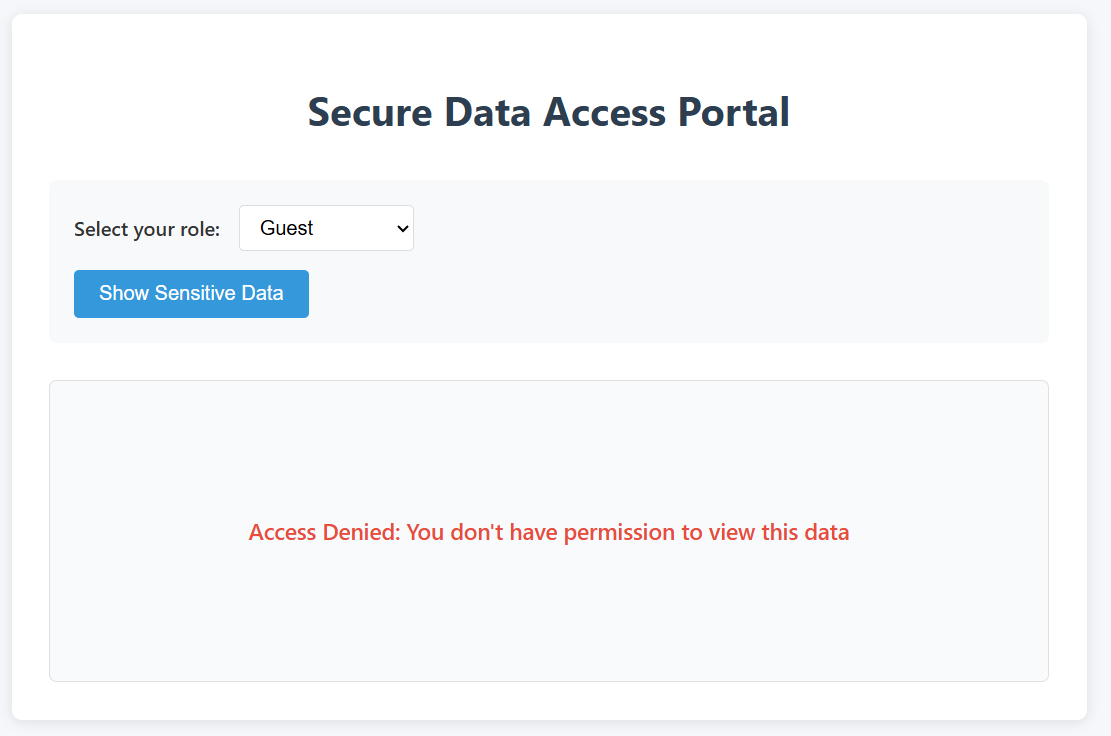 Secure Data Access Portal
Select your role: Guest
Show Sensitive Data
Access Denied: You don't have permission to view this data